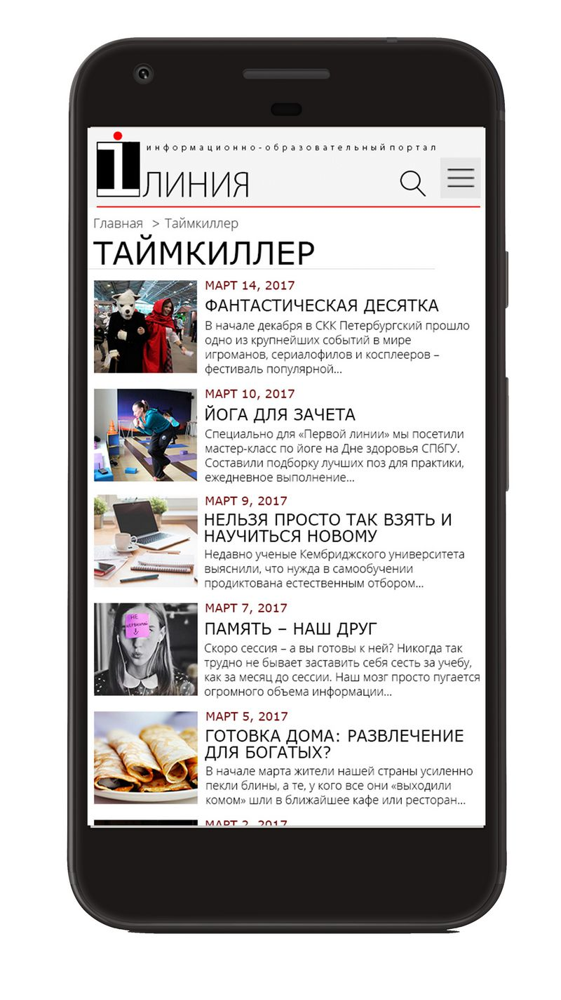 информационно-образовательный портал
1 ЛИНИЯ
Главная > Таймкиллер
ТАЙМКИЛЛЕР
МАРТ 14, 2017
ФАНТАСТИЧЕСКАЯ ДЕСЯТКА
В начале декабря в СКК Петербургский прошло
одно из крупнейших событий в мире
игроманов, сериалофилов и косплееров –
фестиваль популярной...
МАРТ 10, 2017
ЙОГА ДЛЯ ЗАЧЕТА
Специально для «Первой линии» мы посетили
мастер-класс по йоге на Дне здоровья СПбГУ.
Составили подборку лучших поз для практики,
ежедневное выполнение...
МАРТ 9, 2017
НЕЛЬЗЯ ПРОСТО ТАК ВЗЯТЬ И
НАУЧИТЬСЯ НОВОМУ
Недавно ученые Кембриджского университета
выяснили, что нужда в самообучении
продиктована естественным отбором...
МАРТ 7, 2017
ПАМЯТЬ – НАШ ДРУГ
НЕ
НЕРВНИЧАЙ
Скоро сессия – а вы готовы к ней? Никогда так
трудно не бывает заставить себя сесть за учебу,
как за месяц до сессии. Наш мозг просто пугается
огромного объема информации...
МАРТ 5, 2017
ГОТОВКА ДОМА: РАЗВЛЕЧЕНИЕ
ДЛЯ БОГАТЫХ?
В начале марта жители нашей страны усиленно
пекли блины, а те, у кого все они «выходили
комом» шли в ближайшее кафе или ресторан...
МАРТ 2, 2017